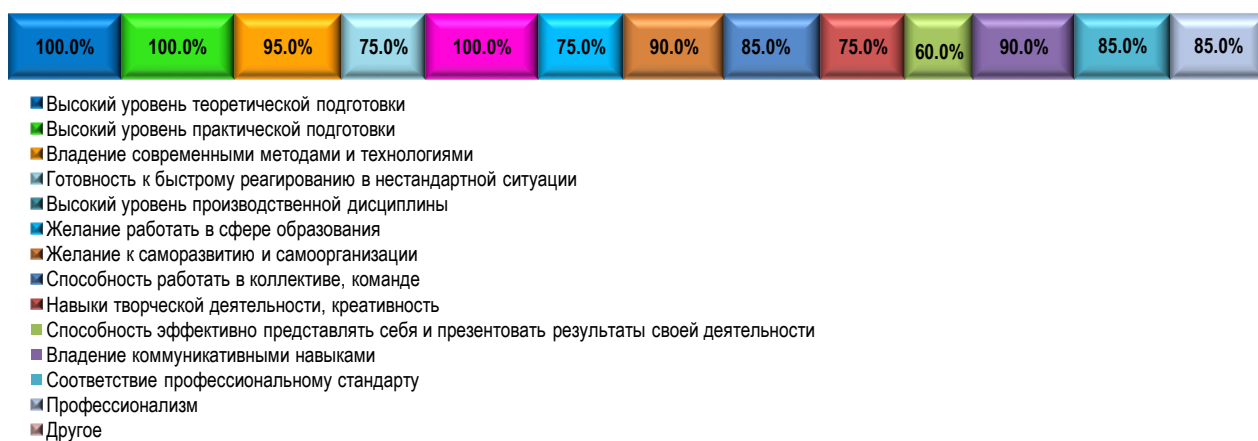 100.0% 100.0% 95.0% 75.0% 100.0% 75.0% 90.0% 85.0% 75.0% 60.0% 90.0% 85.0% 85.0%
Высокий уровень теоретической подготовки
Высокий уровень практической подготовки
Владение современными методами и технологиями
Готовность к быстрому реагированию в нестандартной ситуации
Высокий уровень производственной дисциплины
Желание работать в сфере образования
Желание к саморазвитию и самоорганизации
Способность работать в коллективе, команде
Навыки творческой деятельности, креативность
Способность эффективно представлять себя и презентовать результаты своей деятельности
Владение коммуникативными навыками
Соответствие профессиональному стандарту
Профессионализм
Другое